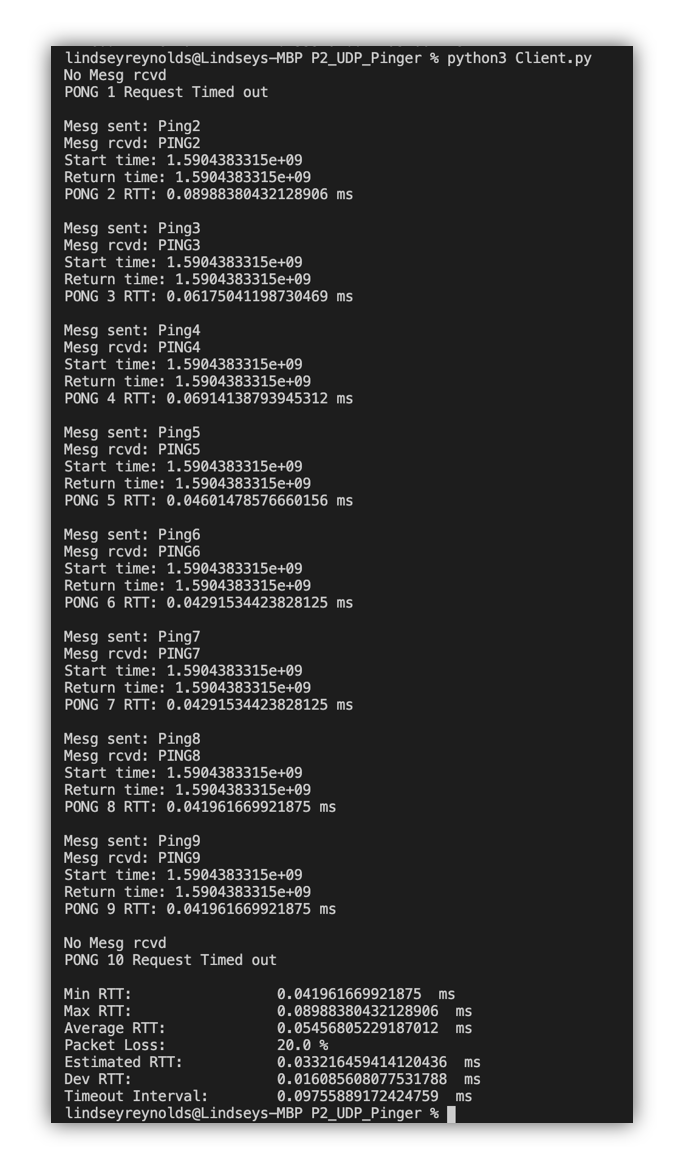 lindseyreynolds@Lindseys-MBP P2_UDP_Pinger % python3 Client.py
No Mesg rcvd
PONG 1 Request Timed out
Mesg sent: Ping2
Mesg rcvd: PING2
Start time: 1.5904383315e+09
Return time: 1.5904383315e+09
PONG 2 RTT: 0.08988380432128906 ms
Mesg sent: Ping3
Mesg rcvd: PING3
Start time: 1.5904383315e+09
Return time: 1.5904383315e+09
PONG 3 RTT: 0.06175041198730469 ms
Mesg sent: Ping4
Mesg rcvd: PING4
Start time: 1.5904383315e+09
Return time: 1.5904383315e+09
PONG 4 RTT: 0.06914138793945312 ms
Mesg sent: Ping5
Mesg rcvd: PING5
Start time: 1.5904383315e+09
Return time: 1.5904383315e+09
PONG 5 RTT: 0.04601478576660156 ms
Mesg sent: Ping6
Mesg rcvd: PING6
Start time: 1.5904383315e+09
Return time: 1.5904383315e+09
PONG 6 RTT: 0.04291534423828125 ms
Mesg sent: Ping7
Mesg rcvd: PING7
Start time: 1.5904383315e+09
Return time: 1.5904383315e+09
PONG 7 RTT: 0.04291534423828125 ms
Mesg sent: Ping8
Mesg rcvd: PING8
Start time: 1.5904383315e+09
Return time: 1.5904383315e+09
PONG 8 RTT: 0.041961669921875 ms
Mesg sent: Ping9
Mesg rcvd: PING9
Start time: 1.5904383315e+09
Return time: 1.5904383315e+09
PONG 9 RTT: 0.041961669921875 ms
No Mesg rcvd
PONG 10 Request Timed out
Min RTT: 0.041961669921875 ms
Max RTT: 0.08988380432128906 ms
Average RTT: 0.05456805229187012 ms
Packet Loss: 20.0 %
Estimated RTT: 0.033216459414120436 ms
Dev RTT: 0.016085608077531788 ms
Timeout Interval: 0.09755889172424759 ms
lindseyreynolds@Lindseys-MBP P2_UDP_Pinger %